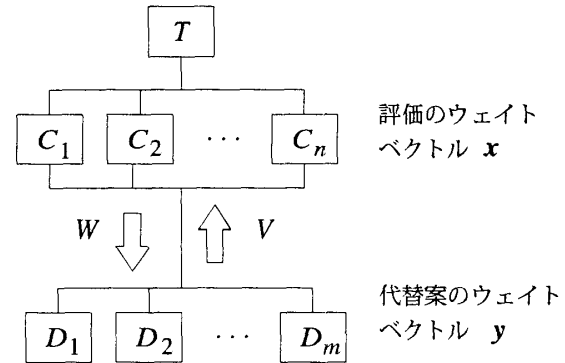 T
C₁ C₂ ... Cₙ
評価のウェイト
ベクトル x
W V
D₁ D₂ ... Dₘ
代替案のウェイト
ベクトル y